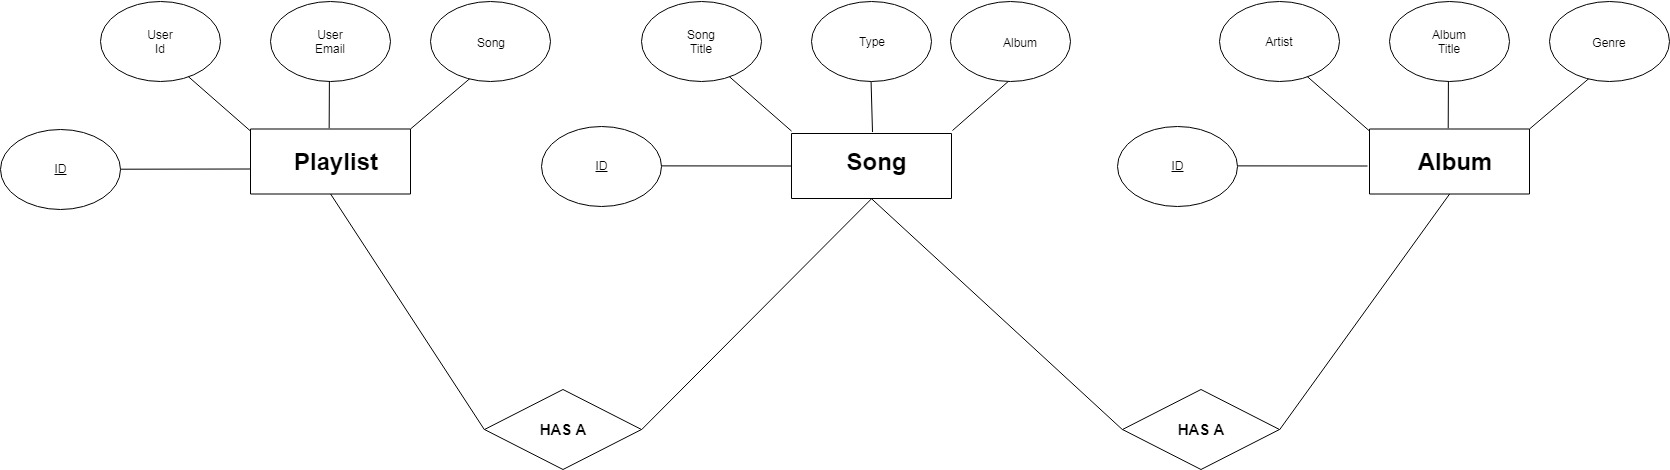 User
Id
User
Email
Song
Song
Title
Type
Album
Artist
Album
Title
Genre
ID
Playlist
ID
Song
ID
Album
HAS A
HAS A